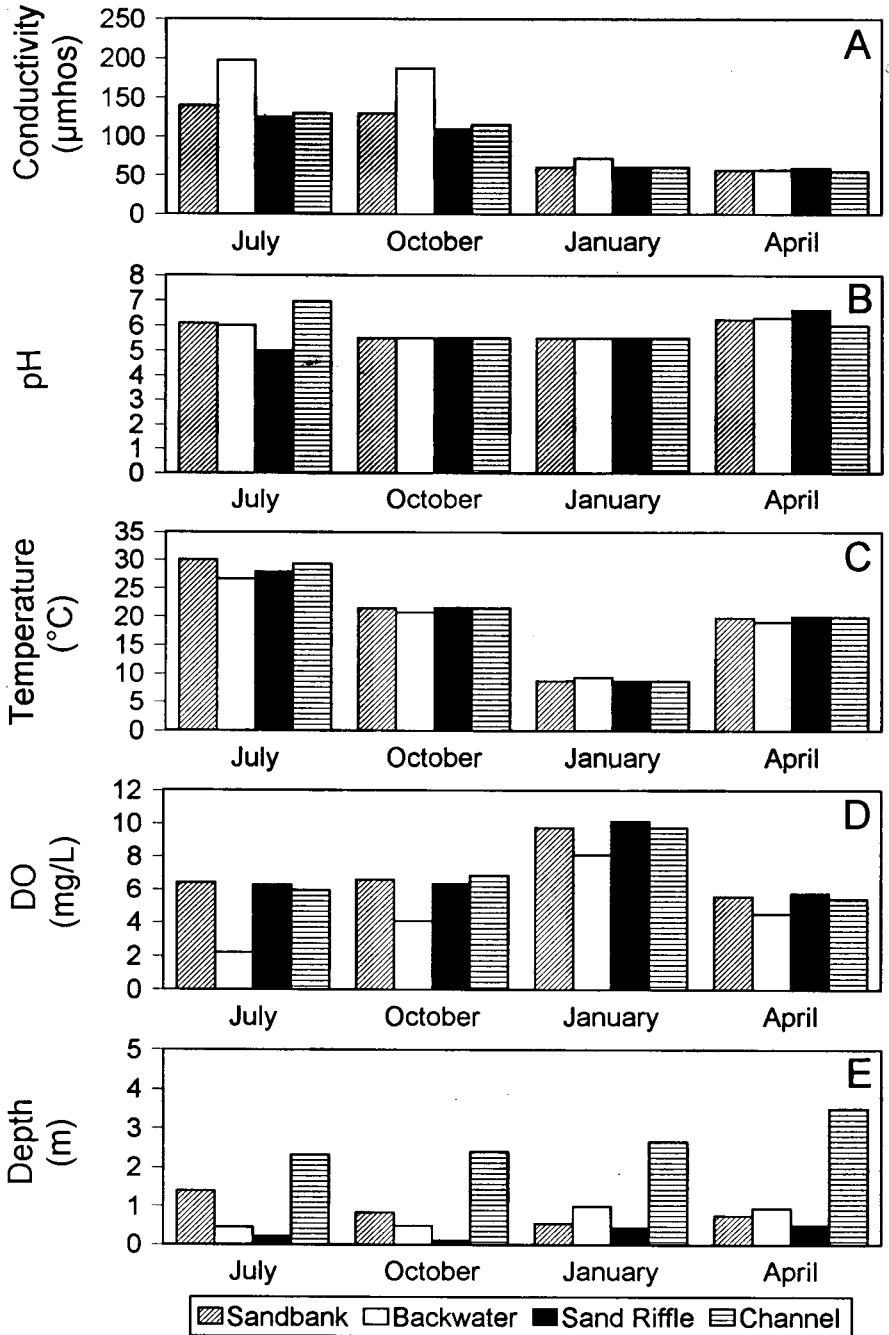 A
Conductivity
(µmhos)
250
200
150
100
50
0
July October January April
B
pH
8
7
6
5
4
3
2
1
0
July October January April
C
Temperature
(°C)
35
30
25
20
15
10
5
0
July October January April
D
DO
(mg/L)
12
10
8
6
4
2
0
July October January April
E
Depth
(m)
5
4
3
2
1
0
July October January April
Sandbank Backwater Sand Riffle Channel